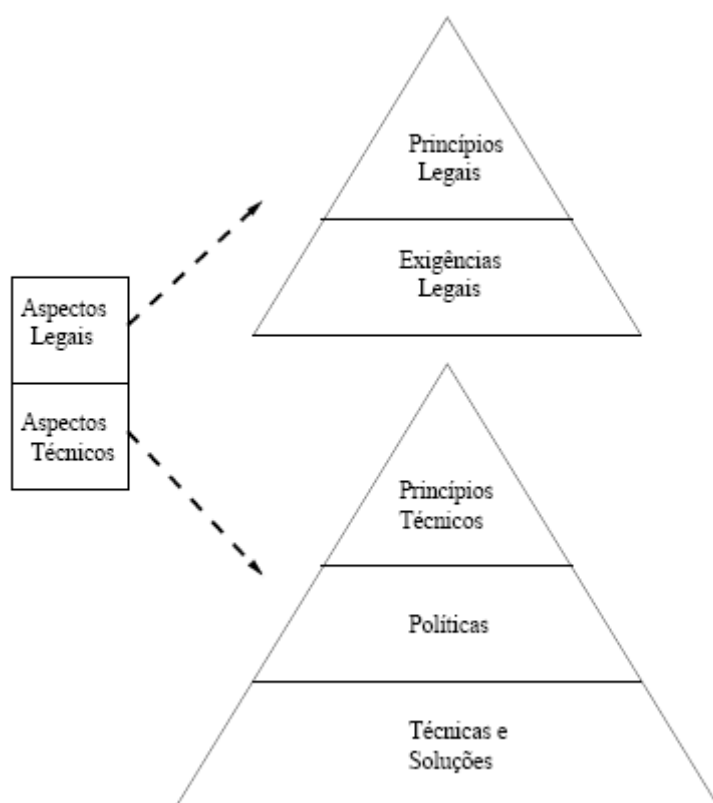 Princípios
Legais
Exigências
Legais
Aspectos
Legais
Aspectos
Técnicos
Princípios
Técnicos
Políticas
Técnicas e
Soluções